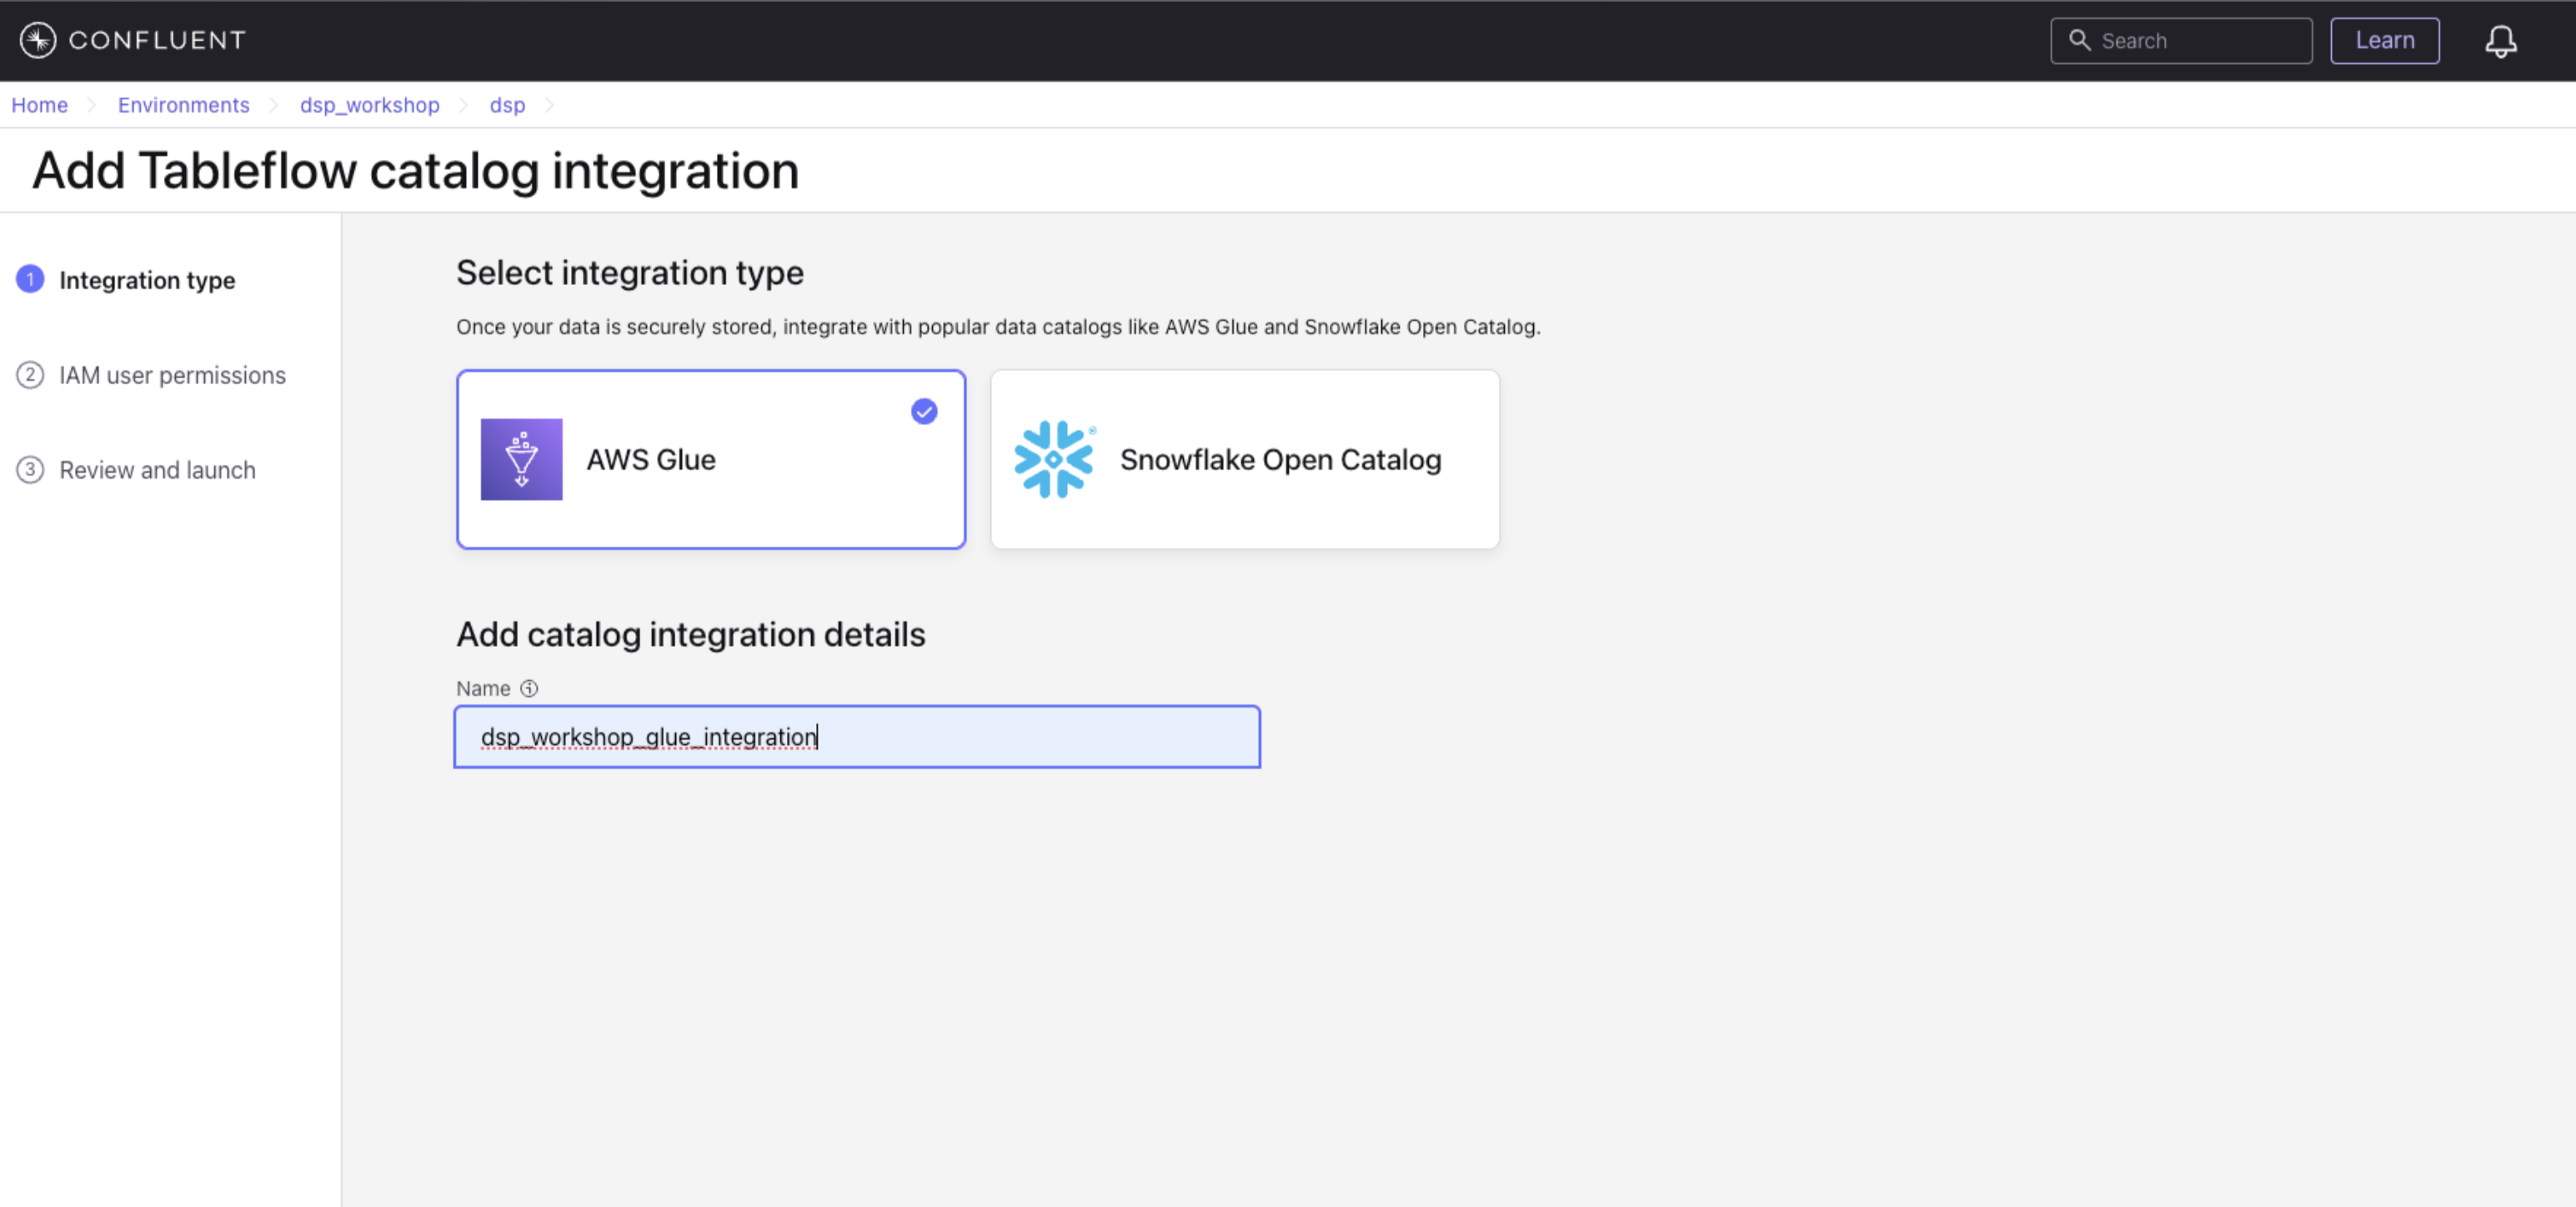 CONFLUENT
Search
Learn
Home
Environments
dsp_workshop
dsp
Add Tableflow catalog integration
1 Integration type
2 IAM user permissions
3 Review and launch
Select integration type
Once your data is securely stored, integrate with popular data catalogs like AWS Glue and Snowflake Open Catalog.
AWS Glue
Snowflake Open Catalog
Add catalog integration details
Name
dsp_workshop_glue_integration